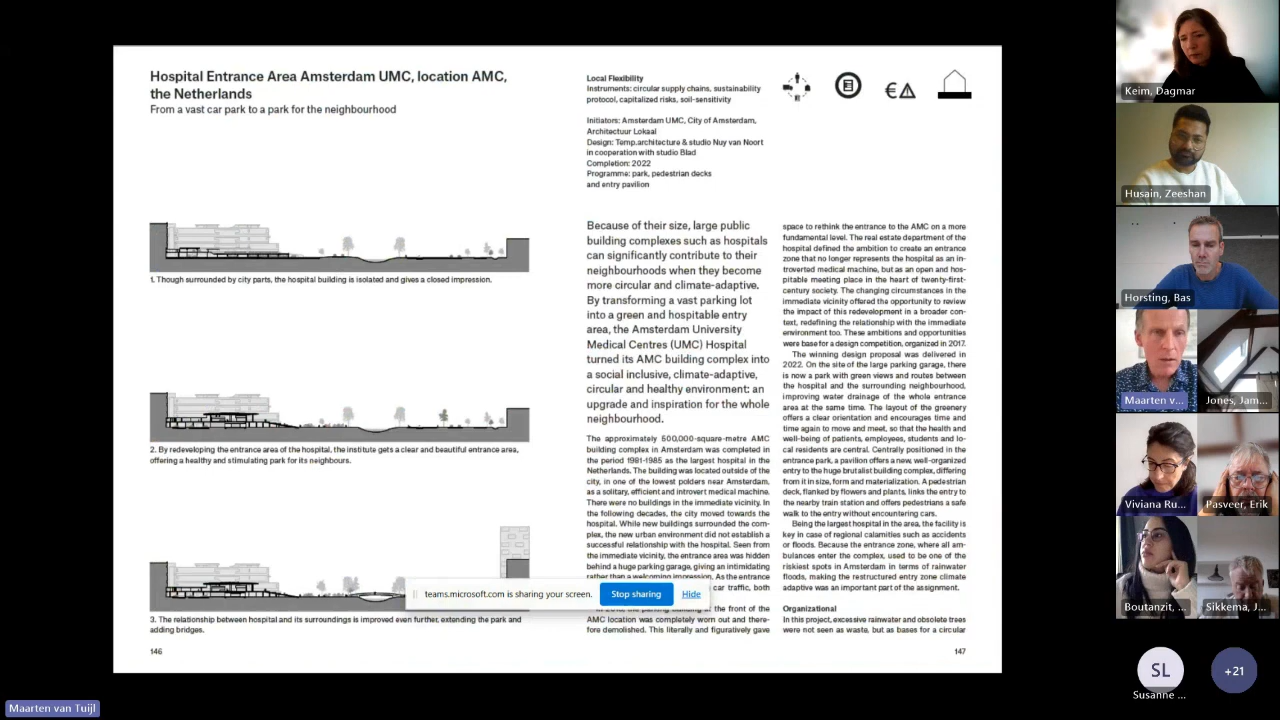 Hospital Entrance Area Amsterdam UMC, location AMC,
the Netherlands
From a vast car park to a park for the neighbourhood
1. Though surrounded by city parts, the hospital building is isolated and gives a closed impression.
2. By redeveloping the entrance area of the hospital, the institute gets a clear and beautiful entrance area,
offering a healthy and stimulating park for its neighbours.
3. The relationship between hospital and its surroundings is improved even further, extending the park and
adding bridges.
146
Local Flexibility
Instruments: circular supply chains, sustainability
protocol, capitalized risks, soil-sensitivity
Initiators: Amsterdam UMC, City of Amsterdam,
Architectuur Lokaal
Design: Temp.architecture & studio Nuy van Noort
in cooperation with studio Blad
Completion: 2022
Programme: park, pedestrian decks
and entry pavilion
€
Because of their size, large public
building complexes such as hospitals
can significantly contribute to their
neighbourhoods when they become
more circular and climate-adaptive.
By transforming a vast parking lot
into a green and hospitable entry
area, the Amsterdam University
Medical Centres (UMC) Hospital
turned its AMC building complex into
a social inclusive, climate-adaptive,
circular and healthy environment: an
upgrade and inspiration for the whole
neighbourhood.
The approximately 500,000-square-metre AMC
building complex in Amsterdam was completed in
the period 1981-1985 as the largest hospital in the
Netherlands. The building was located outside of the
city, in one of the lowest polders near Amsterdam,
as a solitary, efficient and introvert medical machine.
There were no buildings in the immediate vicinity. In
the following decades, the city moved towards the
hospital. While new buildings surrounded the com-
plex, the new urban environment did not establish a
successful relationship with the hospital. Seen from
the immediate vicinity, the entrance area was hidden
behind a huge parking garage, giving an intimidating
rather than a welcoming impression. As the entrance
car traffic, both
the front of the
AMC location was completely worn out and there-
fore demolished. This literally and figuratively gave
space to rethink the entrance to the AMC on a more
fundamental level. The real estate department of the
hospital defined the ambition to create an entrance
zone that no longer represents the hospital as an in-
troverted medical machine, but as an open and hos-
pitable meeting place in the heart of twenty-first-
century society. The changing circumstances in the
immediate vicinity offered the opportunity to review
the impact of this redevelopment in a broader con-
text, redefining the relationship with the immediate
environment too. These ambitions and opportunities
were base for a design competition, organized in 2017.
The winning design proposal was delivered in
2022. On the site of the large parking garage, there
is now a park with green views and routes between
the hospital and the surrounding neighbourhood,
improving water drainage of the whole entrance
area at the same time. The layout of the greenery
offers a clear orientation and encourages time and
time again to move and meet, so that the health and
well-being of patients, employees, students and lo-
cal residents are central. Centrally positioned in the
entrance park, a pavilion offers a new, well-organized
entry to the huge brutalist building complex, differing
from it in size, form and materialization. A pedestrian
deck, flanked by flowers and plants, links the entry to
the nearby train station and offers pedestrians a safe
walk to the entry without encountering cars.
Being the largest hospital in the area, the facility is
key in case of regional calamities such as accidents
or floods. Because the entrance zone, where all am-
bulances enter the complex, used to be one of the
riskiest spots in Amsterdam in terms of rainwater
floods, making the restructured entry zone climate
adaptive was an important part of the assignment.
Organizational
In this project, excessive rainwater and obsolete trees
were not seen as waste, but as bases for a circular
147
teams.microsoft.com is sharing your screen.
Stop sharing
Hide
Keim, Dagmar
Husain, Zeeshan
Horsting, Bas
Maarten v...
Jones, Jam...
Viviana Ru...
Pasveer, Erik
Boutanzit, ...
Sikkema, J...
SL
Susanne ...
+21
Maarten van Tuijl